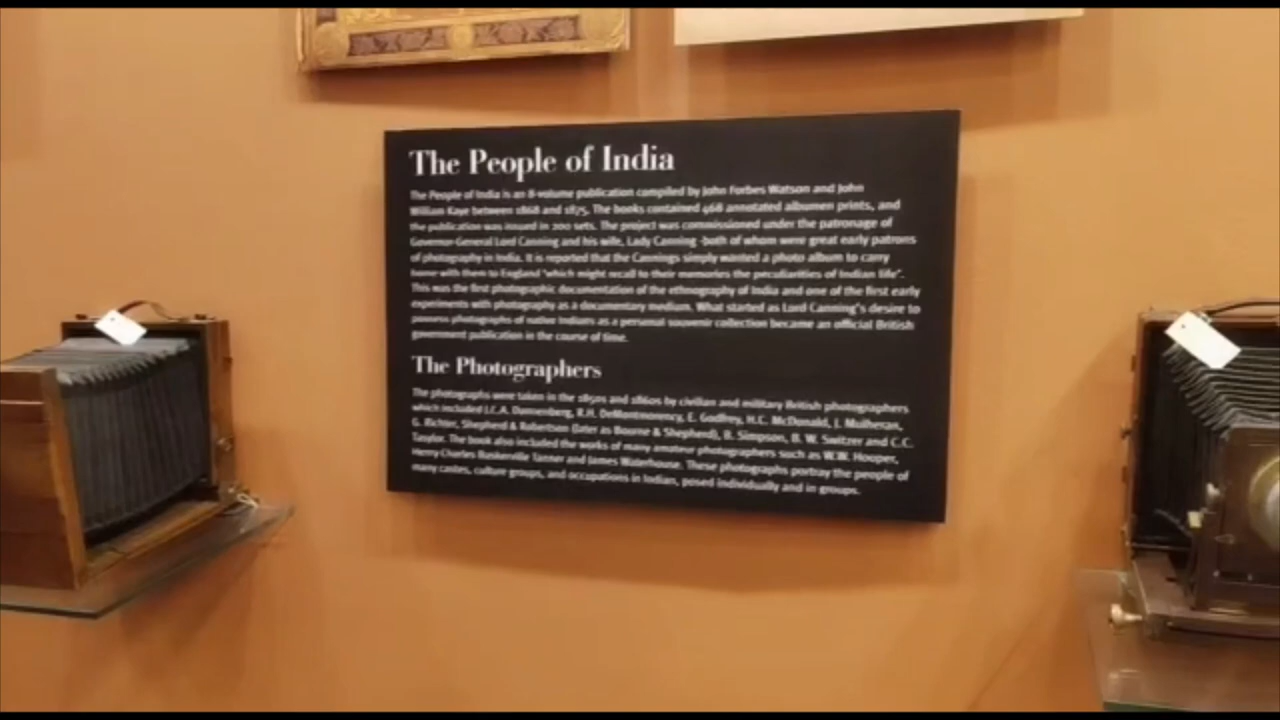 The People of India
The People of India is an 8-volume publication compiled by John Forbes Watson and John
William Kaye between 1868 and 1875. The books contained 468 annotated albumen prints, and
the publication was issued in 200 sets. The project was commissioned under the patronage of
Governor-General Lord Canning and his wife, Lady Canning -both of whom were great early patrons
of photography in India. It is reported that the Cannings simply wanted a photo album to carry
home with them to England 'which might recall to their memories the peculiarities of Indian life'.
This was the first photographic documentation of the ethnography of India and one of the first early
experiments with photography as a documentary medium. What started as Lord Canning's desire to
possess photographs of native Indians as a personal souvenir collection became an official British
government publication in the course of time.
The Photographers
The photographs were taken in the 1850s and 1860s by civilian and military British photographers
which included J.C.A. Dannenberg, R.H. DeMontmorency, E. Godfrey, H.C. McDonald, J. Mulheran,
G. Richter, Shepherd & Robertson (later as Bourne & Shepherd), B. Simpson, B. W. Switzer and C.C.
Taylor. The book also included the works of many amateur photographers such as W.W. Hooper,
Henry Charles Baskerville Tanner and James Waterhouse. These photographs portray the people of
many castes, culture groups, and occupations in Indian, posed individually and in groups.